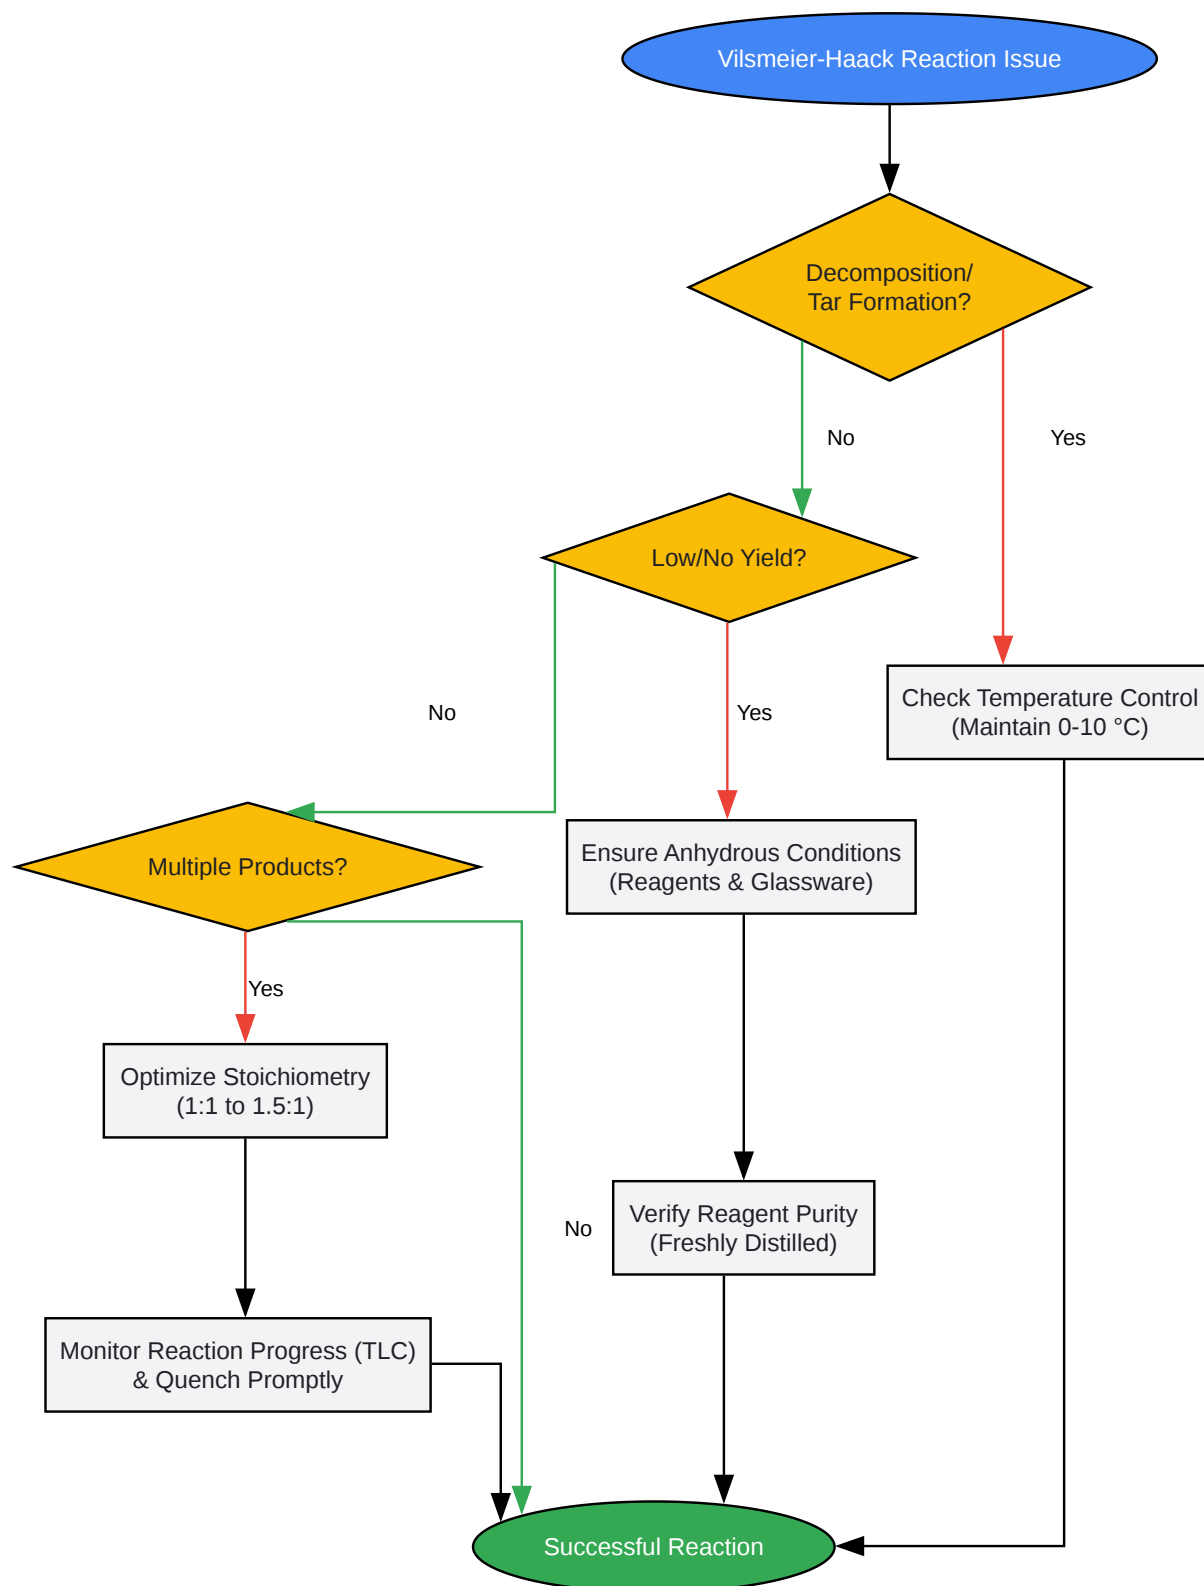 Vilsmeier-Haack Reaction Issue
Decomposition/
Tar Formation?
No
Yes
Low/No Yield?
No
Yes
Check Temperature Control
(Maintain 0-10 °C)
Multiple Products?
Ensure Anhydrous Conditions
(Reagents & Glassware)
Yes
Optimize Stoichiometry
(1:1 to 1.5:1)
No
Verify Reagent Purity
(Freshly Distilled)
Monitor Reaction Progress (TLC)
& Quench Promptly
Successful Reaction